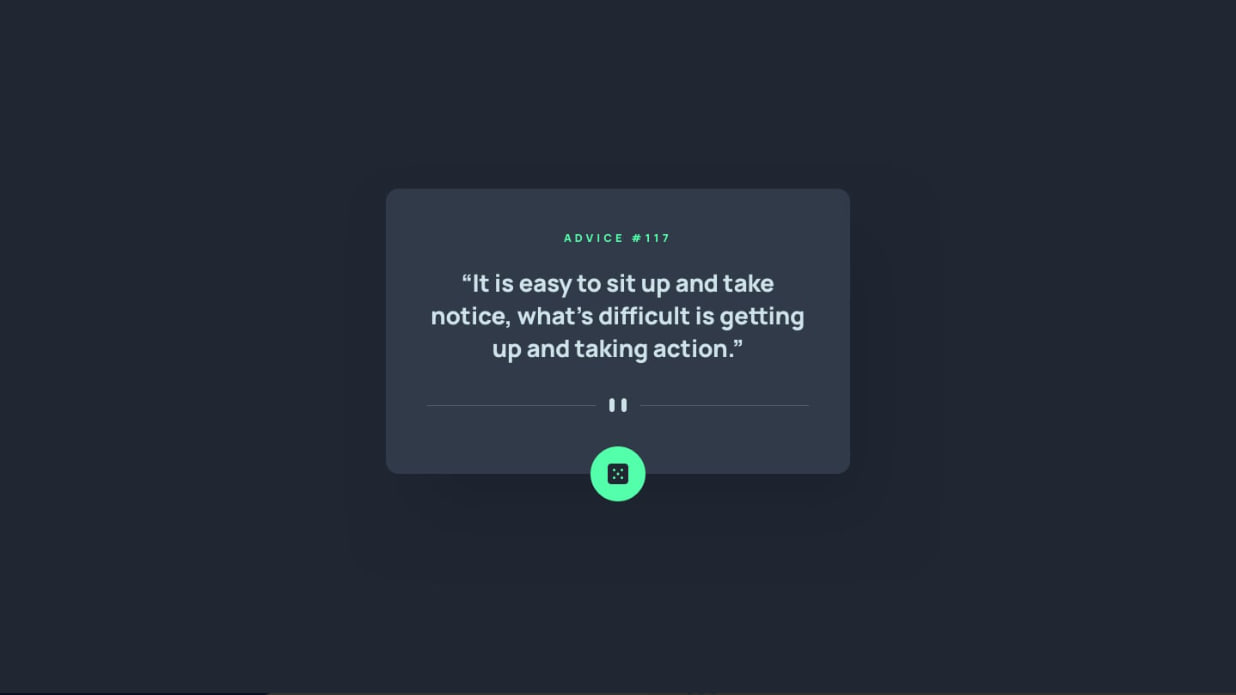 ADVICE #117
“It is easy to sit up and take
notice, what’s difficult is getting
up and taking action.”